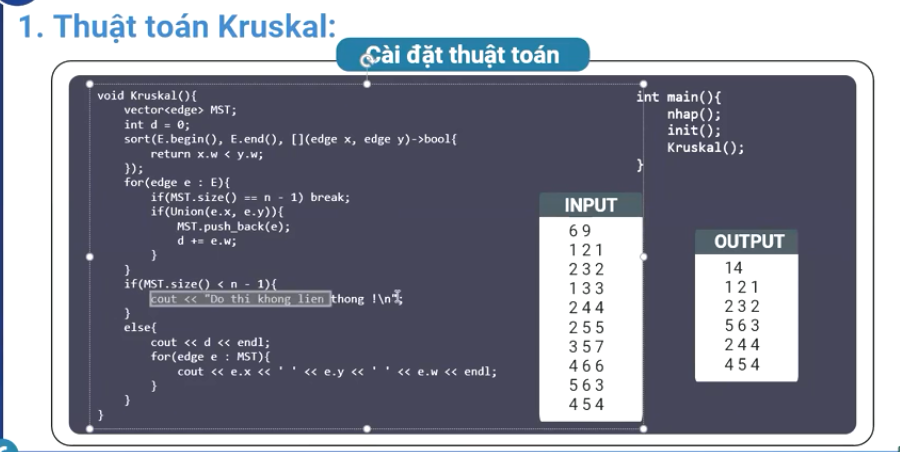 1. Thuật toán Kruskal:
Cài đặt thuật toán
void Kruskal(){
vector<edge> MST;
int d = 0;
sort(E.begin(), E.end(), [](edge x, edge y)->bool{
return x.w < y.w;
});
for(edge e : E){
if(MST.size() == n - 1) break;
if(Union(e.x, e.y)){
MST.push_back(e);
d += e.w;
}
}
if(MST.size() < n - 1){
cout << "Do thi khong lien thong !\n";
}
else{
cout << d << endl;
for(edge e : MST){
cout << e.x << ' ' << e.y << ' ' << e.w << endl;
}
}
}
int main(){
nhap();
init();
Kruskal();
}
INPUT
6 9
1 2 1
2 3 2
1 3 3
2 4 4
2 5 5
3 5 7
4 6 6
5 6 3
4 5 4
OUTPUT
14
1 2 1
2 3 2
5 6 3
2 4 4
4 5 4